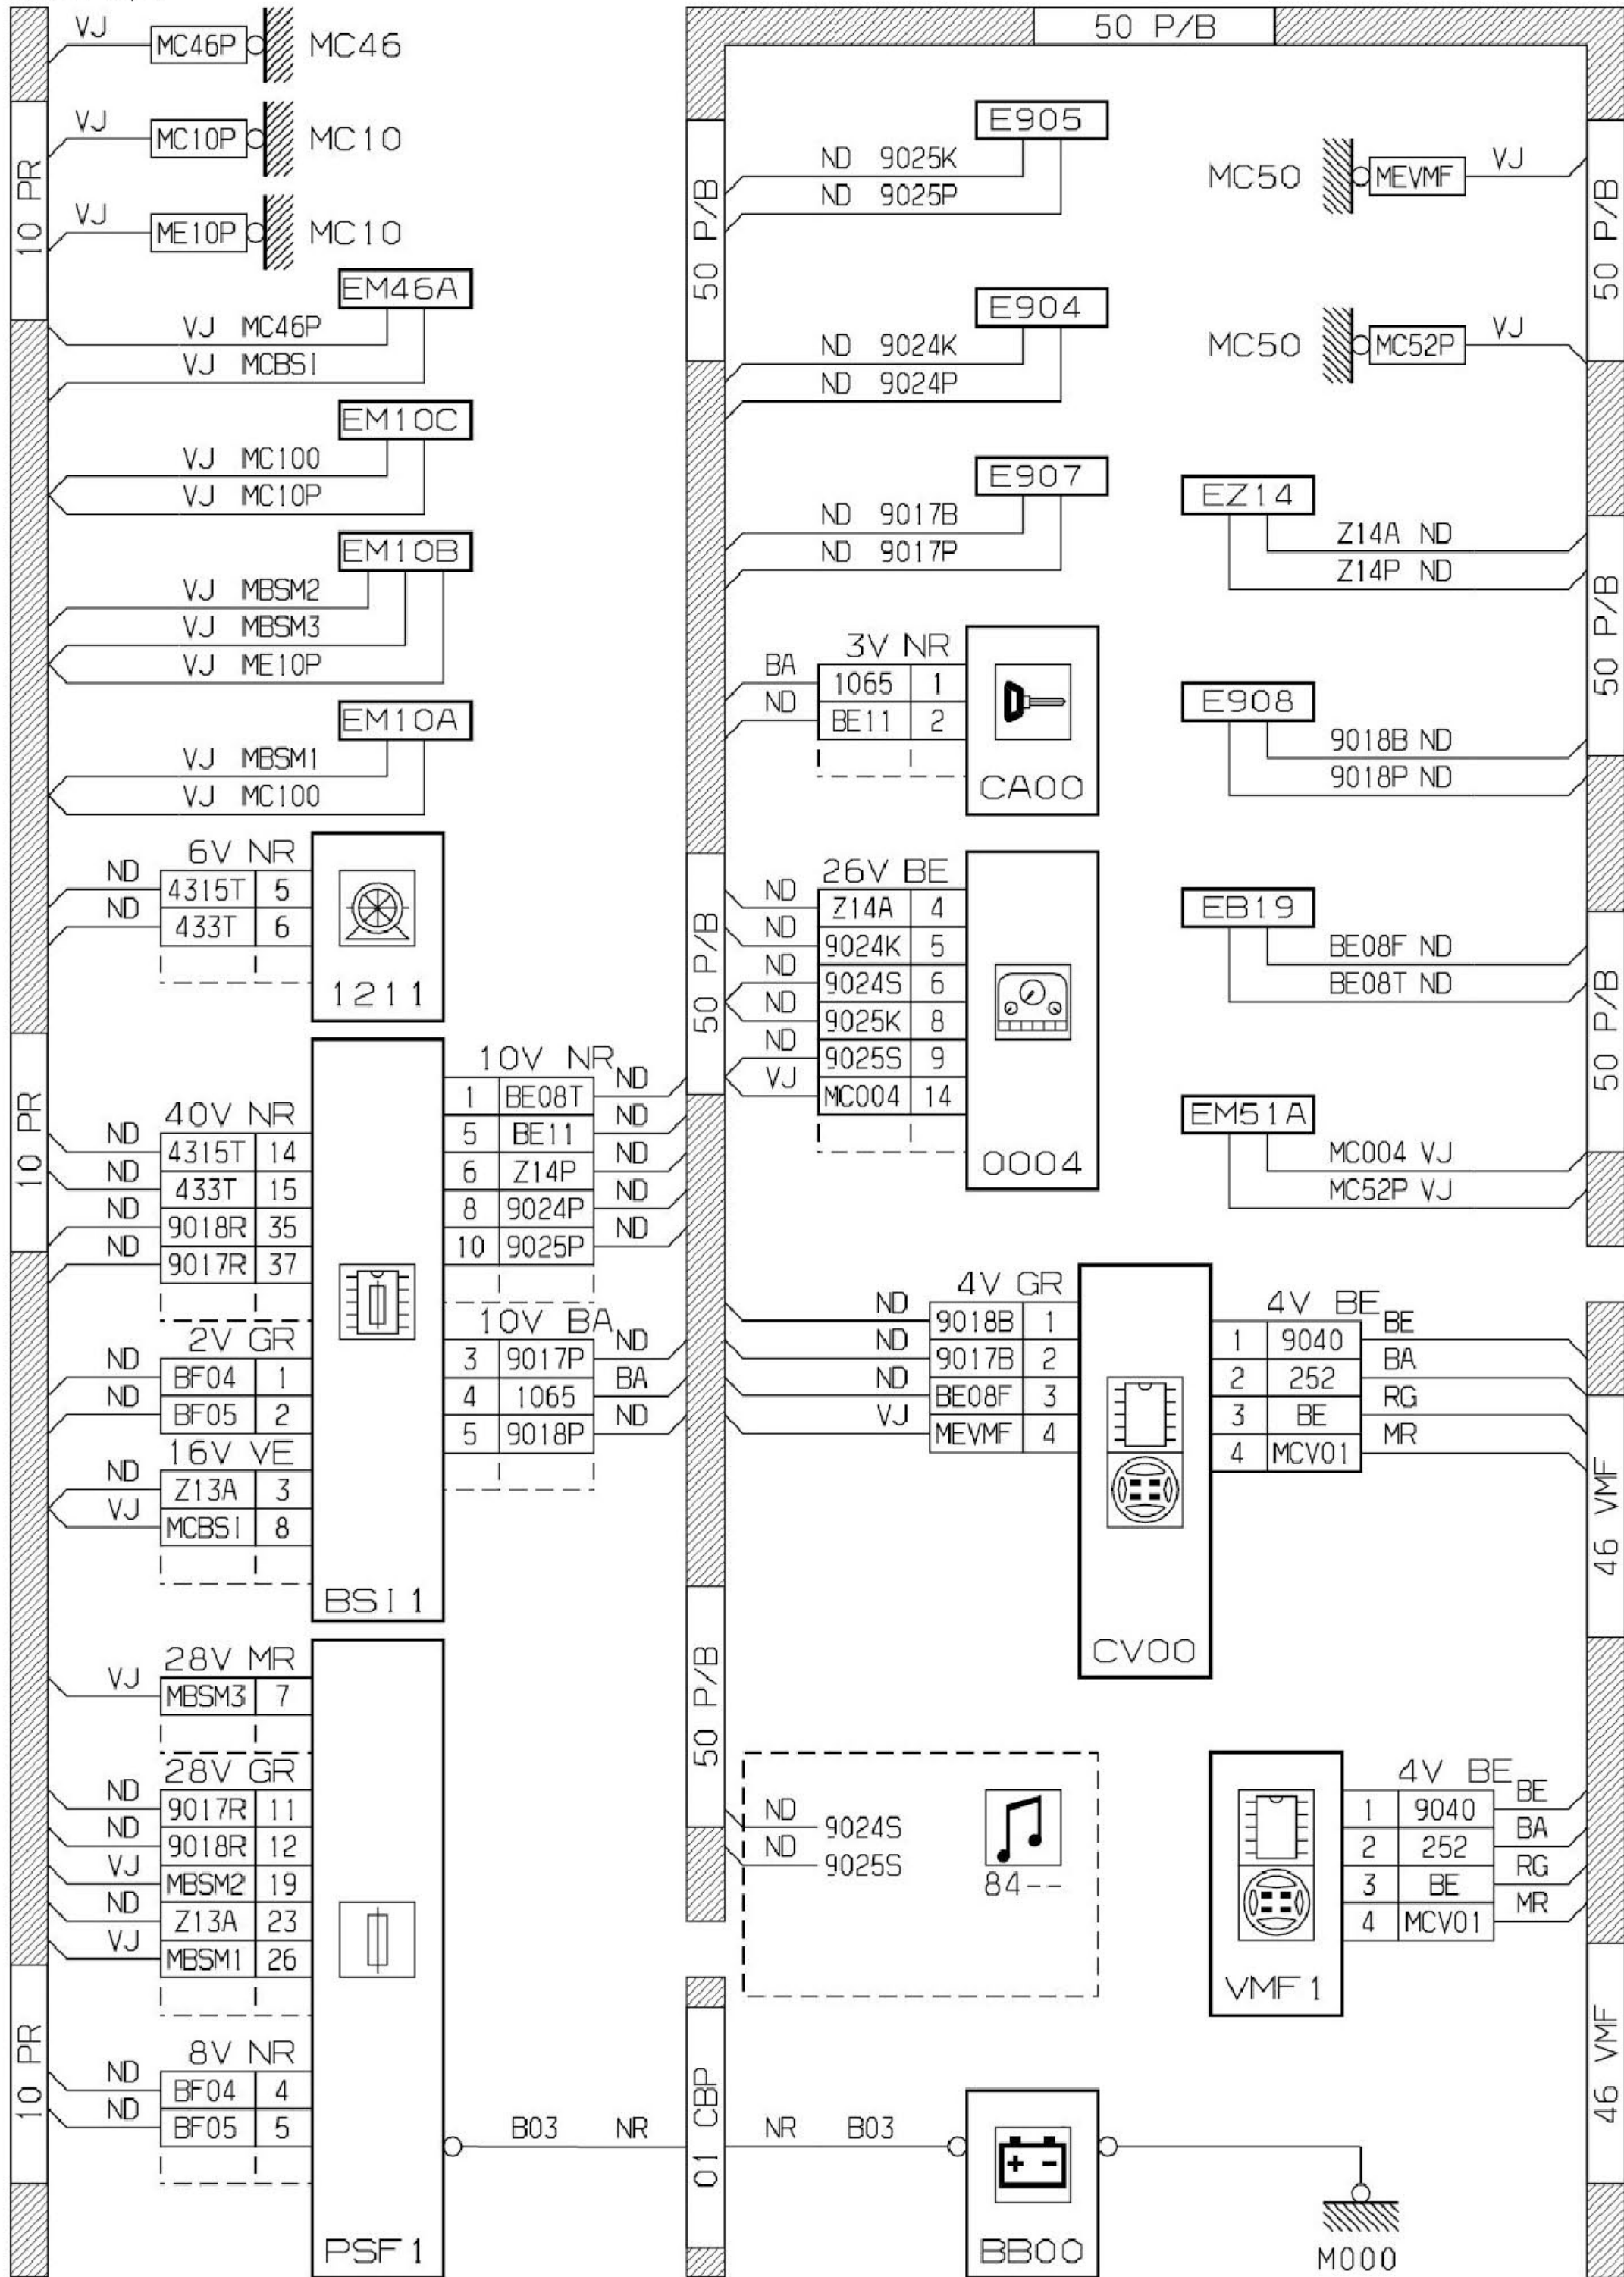 VJ MC46P MC46
VJ MC10P MC10
VJ ME10P MC10
10 PR
EM46A
VJ MC46P
VJ MCBSI
EM10C
VJ MC100
VJ MC10P
EM10B
VJ MBSM2
VJ MBSM3
VJ ME10P
EM10A
VJ MBSM1
VJ MC100
6V NR
ND 4315T 5
ND 433T 6
1211
10 PR
40V NR
ND 4315T 14
ND 433T 15
ND 9018R 35
ND 9017R 37
2V GR
ND BF04 1
ND BF05 2
16V VE
ND Z13A 3
VJ MCBSI 8
BSI1
10V NR
1 BE08T ND
5 BE11 ND
6 Z14P ND
8 9024P ND
10 9025P ND
10V BA
3 9017P ND
4 1065 BA
5 9018P ND
28V MR
VJ MBSM3 7
28V GR
ND 9017R 11
ND 9018R 12
VJ MBSM2 19
ND Z13A 23
VJ MBSM1 26
10 PR
8V NR
ND BF04 4
ND BF05 5
PSF1
B03 NR
01 CBP
NR B03
BB00
+ -
M000
50 P/B
50 P/B
E905
ND 9025K
ND 9025P
E904
ND 9024K
ND 9024P
E907
ND 9017B
ND 9017P
3V NR
BA 1065 1
ND BE11 2
CA00
50 P/B
26V BE
ND Z14A 4
ND 9024K 5
ND 9024S 6
ND 9025K 8
ND 9025S 9
VJ MC004 14
0004
MC50 MEVMF VJ
50 P/B
MC50 MC52P VJ
EZ14
Z14A ND
Z14P ND
50 P/B
E908
9018B ND
9018P ND
EB19
BE08F ND
BE08T ND
50 P/B
EM51A
MC004 VJ
MC52P VJ
4V GR
ND 9018B 1
ND 9017B 2
ND BE08F 3
VJ MEVMF 4
CV00
4V BE
1 9040 BE
2 252 BA
3 BE RG
4 MCV01 MR
46 VMF
50 P/B
ND 9024S
ND 9025S
84--
VMF1
4V BE
1 9040 BE
2 252 BA
3 BE RG
4 MCV01 MR
46 VMF